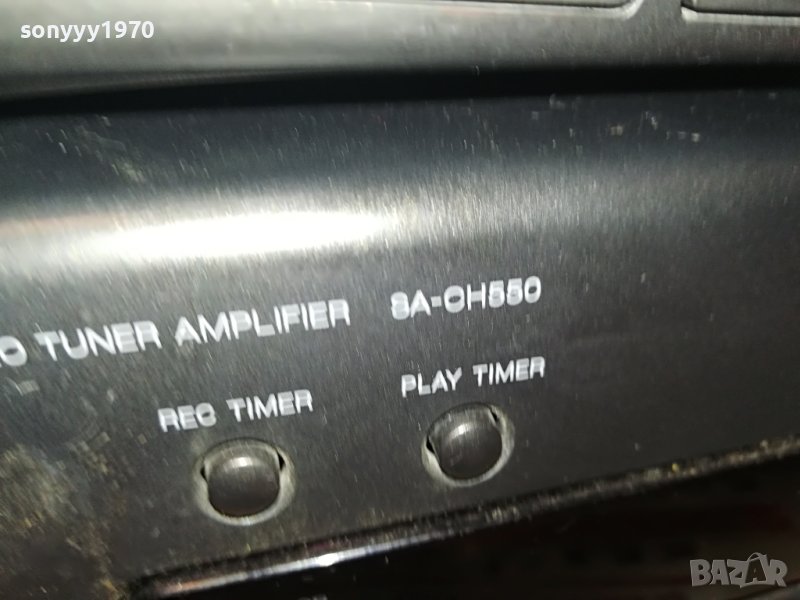 sonyyy1970
TUNER AMPLIFIER SA-CH550
REC TIMER
PLAY TIMER
BAZAR